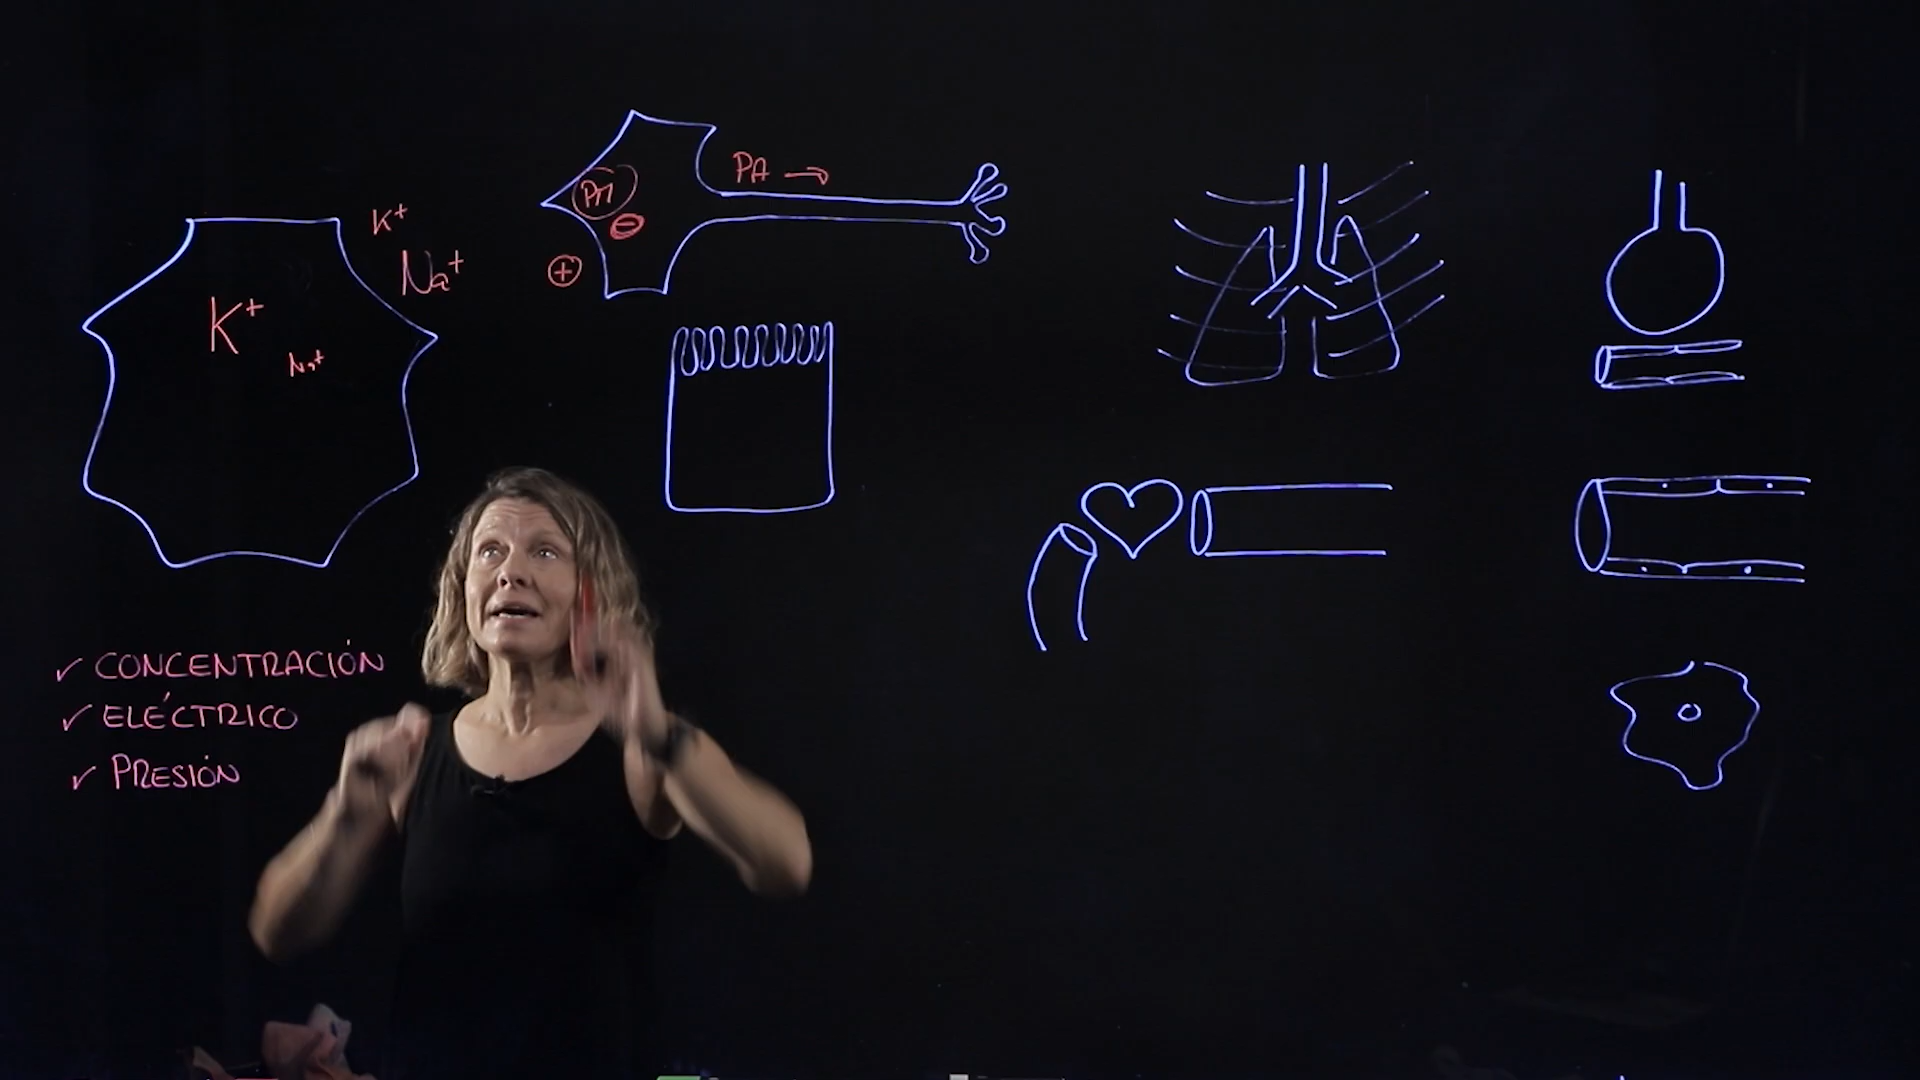 K+
Na+
K+
Na+
PM
⊖
⊕
PA →
✓ CONCENTRACIÓN
✓ ELÉCTRICO
✓ PRESIÓN